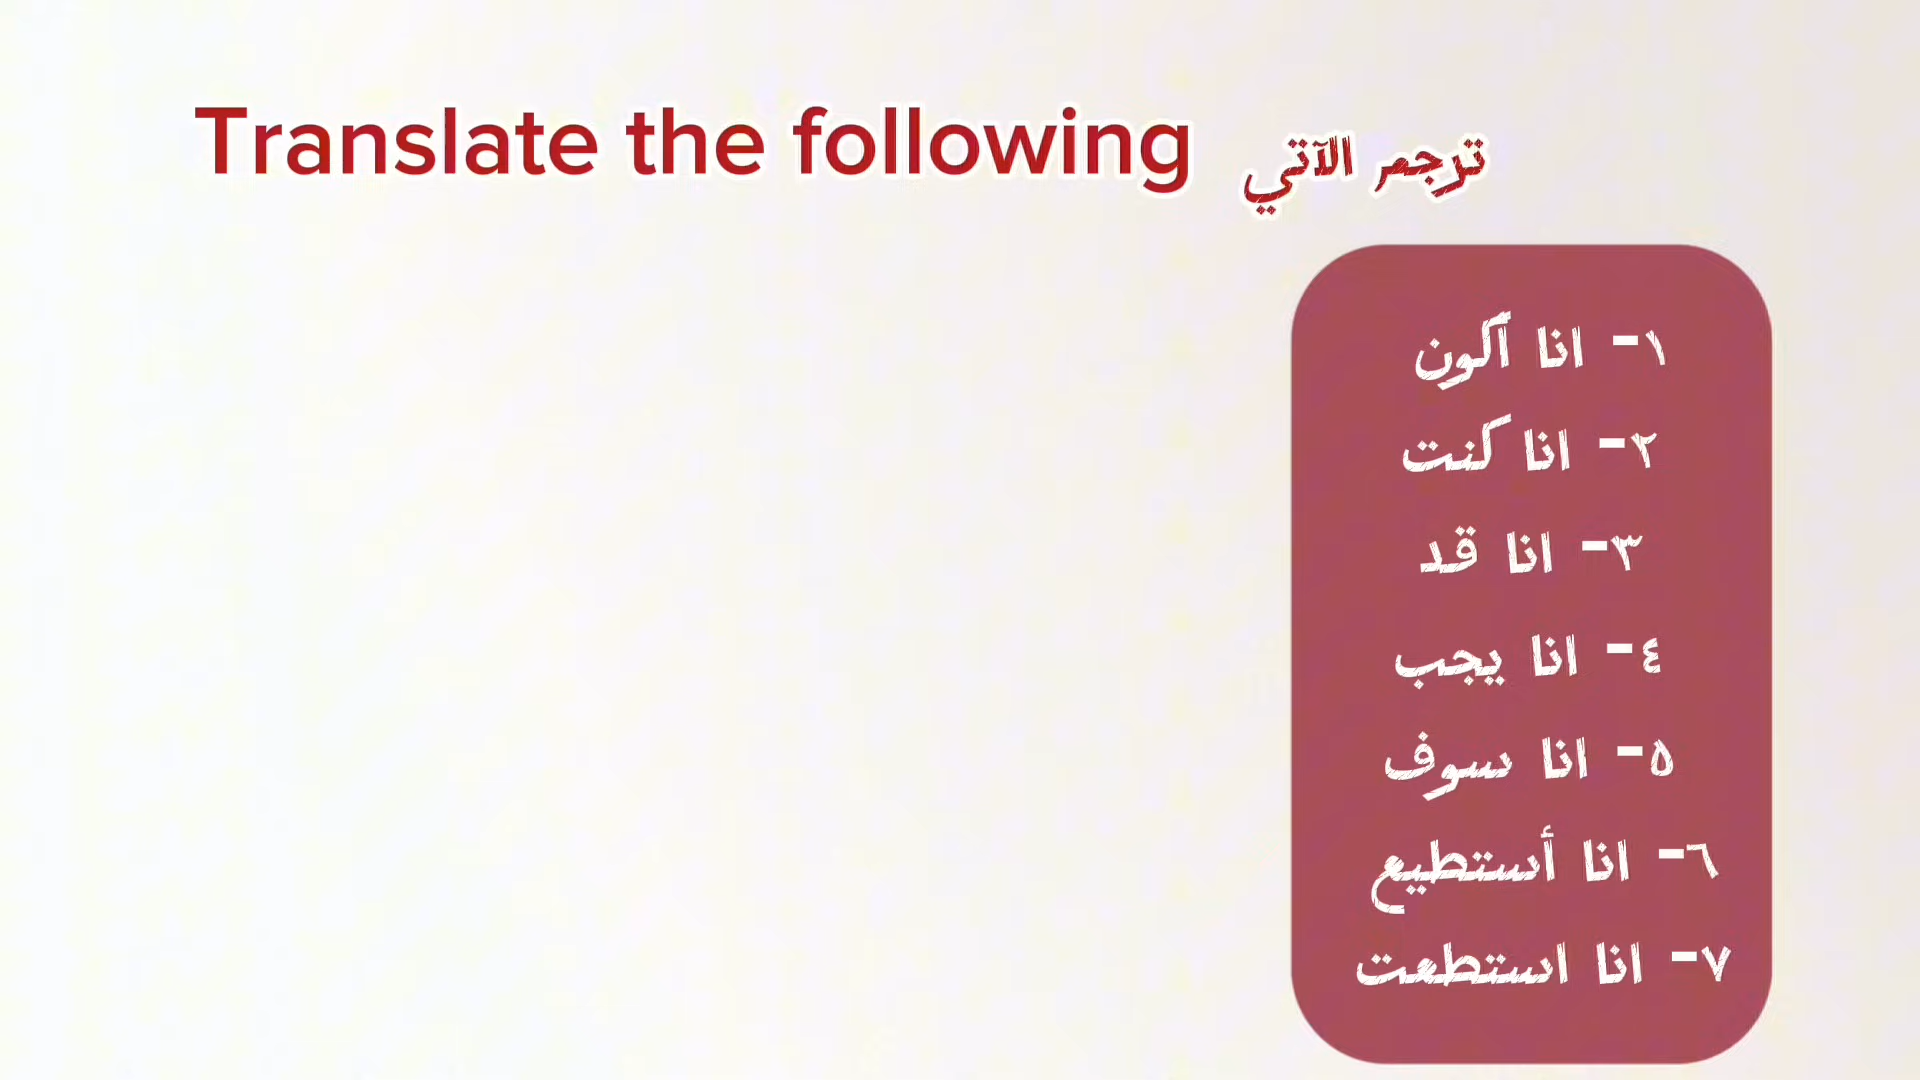 Translate the following ترجم الآتي
١- انا اكون
٢- انا كنت
٣- انا قد
٤- انا يجب
٥- انا سوف
٦- انا أستطيع
٧- انا استطعت